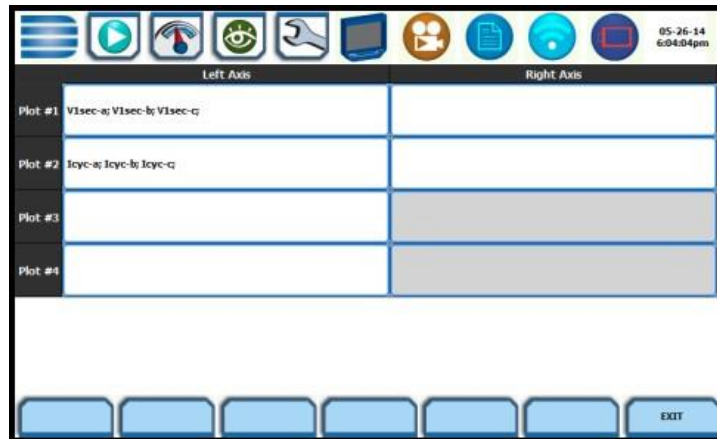 05-26-14
6:04:04pm
Left Axis Right Axis
Plot #1 V1sec-a; V1sec-b; V1sec-c;
Plot #2 Icyc-a; Icyc-b; Icyc-c;
Plot #3
Plot #4
EXIT